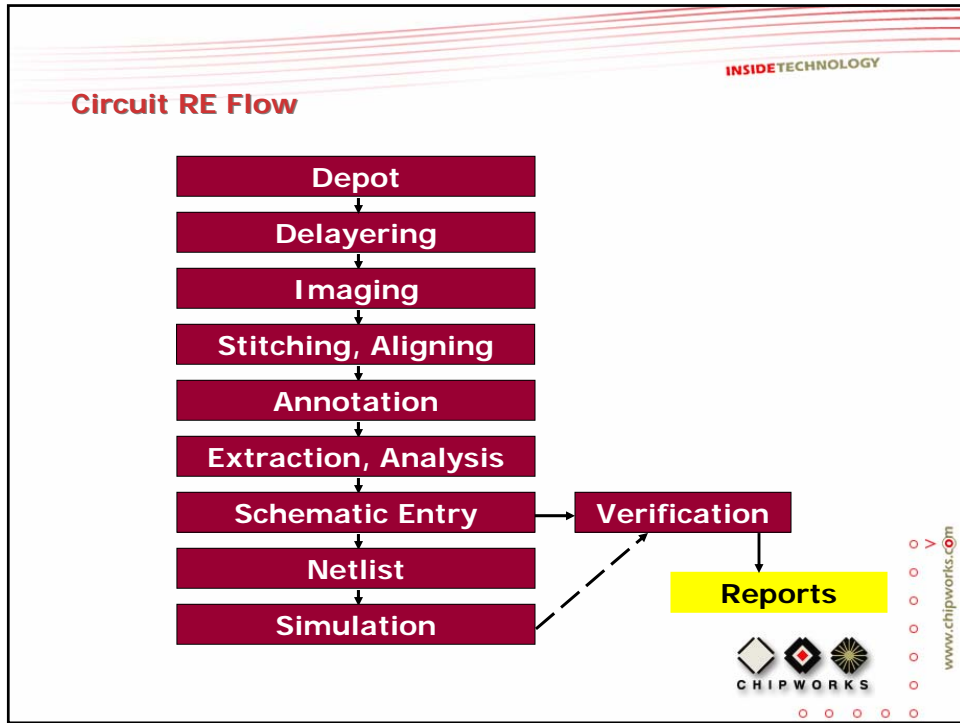 INSIDETECHNOLOGY
Circuit RE Flow
Depot
Delayering
Imaging
Stitching, Aligning
Annotation
Extraction, Analysis
Schematic Entry
Verification
Netlist
Reports
Simulation
CHIPWORKS
www.chipworks.com